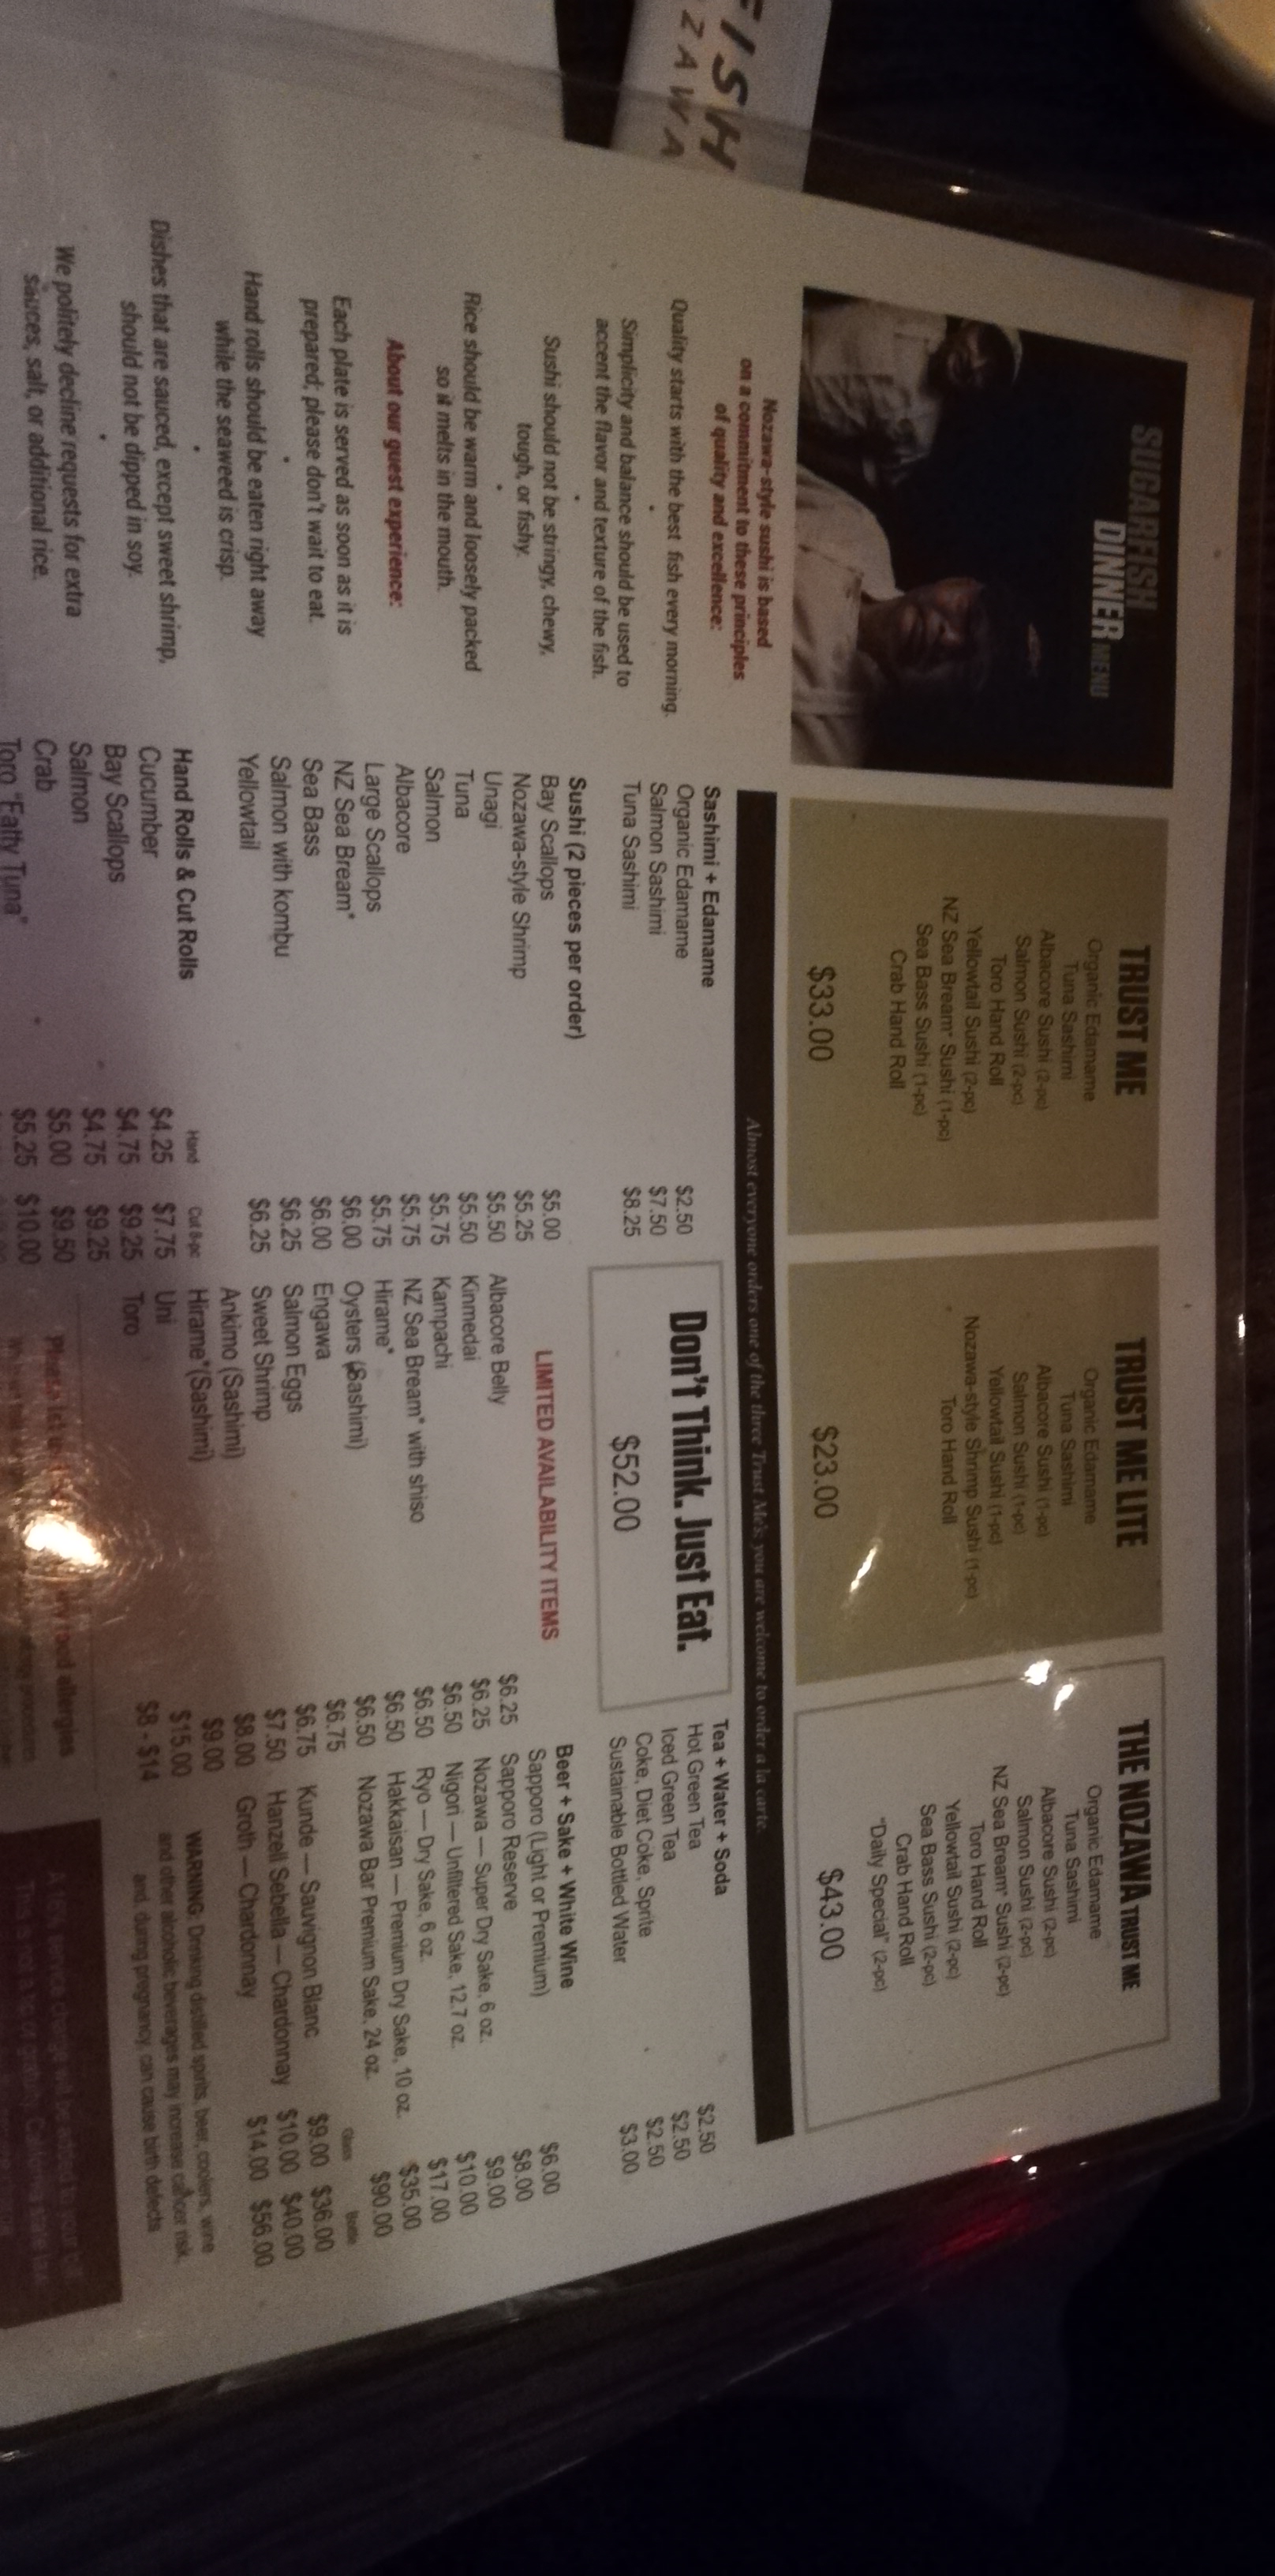 FISH
ZAWA
SUGARFISH
DINNER MENU
TRUST ME
Organic Edamame
Tuna Sashimi
Albacore Sushi (2-pc)
Salmon Sushi (2-pc)
Toro Hand Roll
Yellowtail Sushi (2-pc)
NZ Sea Bream* Sushi (1-pc)
Sea Bass Sushi (1-pc)
Crab Hand Roll
$33.00
TRUST ME LITE
Organic Edamame
Tuna Sashimi
Albacore Sushi (1-pc)
Salmon Sushi (1-pc)
Yellowtail Sushi (1-pc)
Nozawa-style Shrimp Sushi (1-pc)
Toro Hand Roll
$23.00
THE NOZAWA TRUST ME
Organic Edamame
Tuna Sashimi
Albacore Sushi (2-pc)
Salmon Sushi (2-pc)
NZ Sea Bream* Sushi (2-pc)
Toro Hand Roll
Yellowtail Sushi (2-pc)
Sea Bass Sushi (2-pc)
Crab Hand Roll
"Daily Special" (2-pc)
$43.00
Almost everyone orders one of the three Trust Me's; you are welcome to order a la carte.
Nozawa-style sushi is based
on a commitment to these principles
of quality and excellence:
Quality starts with the best fish every morning.
•
Simplicity and balance should be used to
accent the flavor and texture of the fish.
•
Sushi should not be stringy, chewy,
tough, or fishy.
•
Rice should be warm and loosely packed
so it melts in the mouth.
About our guest experience:
Each plate is served as soon as it is
prepared; please don't wait to eat.
•
Hand rolls should be eaten right away
while the seaweed is crisp.
•
Dishes that are sauced, except sweet shrimp,
should not be dipped in soy.
•
We politely decline requests for extra
sauces, salt, or additional rice.
Sashimi + Edamame
Organic Edamame $2.50
Salmon Sashimi $7.50
Tuna Sashimi $8.25
Sushi (2 pieces per order)
Bay Scallops $5.00
Nozawa-style Shrimp $5.25
Unagi $5.50
Tuna $5.50
Salmon $5.75
Albacore $5.75
Large Scallops $5.75
NZ Sea Bream* $6.00
Sea Bass $6.00
Salmon with kombu $6.25
Yellowtail $6.25
Hand Rolls & Cut Rolls Hand Cut 8-pc
Cucumber $4.25 $7.75
Bay Scallops $4.75 $9.25
Salmon $4.75 $9.25
Crab $5.00 $9.50
Toro "Fatty Tuna" $5.25 $10.00
Don't Think. Just Eat.
$52.00
LIMITED AVAILABILITY ITEMS
Albacore Belly $6.25
Kinmedai $6.25
Kampachi $6.50
NZ Sea Bream* with shiso $6.50
Hirame* $6.50
Oysters (Sashimi) $6.50
Engawa $6.75
Salmon Eggs $6.75
Sweet Shrimp $7.50
Ankimo (Sashimi) $8.00
Hirame* (Sashimi) $9.00
Uni $15.00
Toro $8 - $14
Tea + Water + Soda
Hot Green Tea $2.50
Iced Green Tea $2.50
Coke, Diet Coke, Sprite $2.50
Sustainable Bottled Water $3.00
Beer + Sake + White Wine
Sapporo (Light or Premium) $6.00
Sapporo Reserve $8.00
Nozawa — Super Dry Sake, 6 oz. $9.00
Nigori — Unfiltered Sake, 12.7 oz. $10.00
Ryo — Dry Sake, 6 oz. $17.00
Hakkaisan — Premium Dry Sake, 10 oz. $35.00
Nozawa Bar Premium Sake, 24 oz. $90.00
Glass Bottle
Kunde — Sauvignon Blanc $9.00 $36.00
Hanzell Sebella — Chardonnay $10.00 $40.00
Groth — Chardonnay $14.00 $56.00
WARNING: Drinking distilled spirits, beer, coolers, wine
and other alcoholic beverages may increase cancer risk,
and, during pregnancy, can cause birth defects.